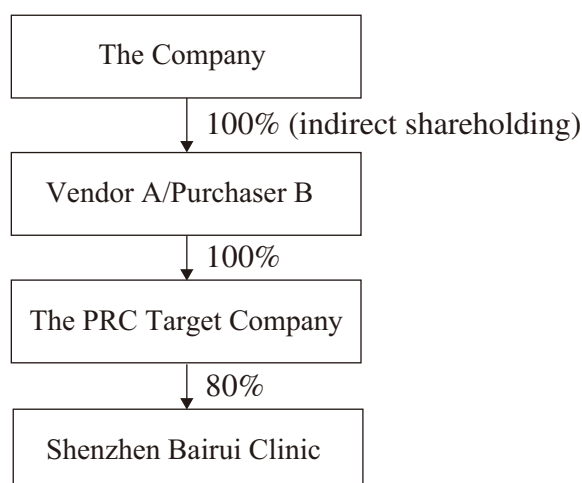 The Company
100% (indirect shareholding)
Vendor A/Purchaser B
100%
The PRC Target Company
80%
Shenzhen Bairui Clinic